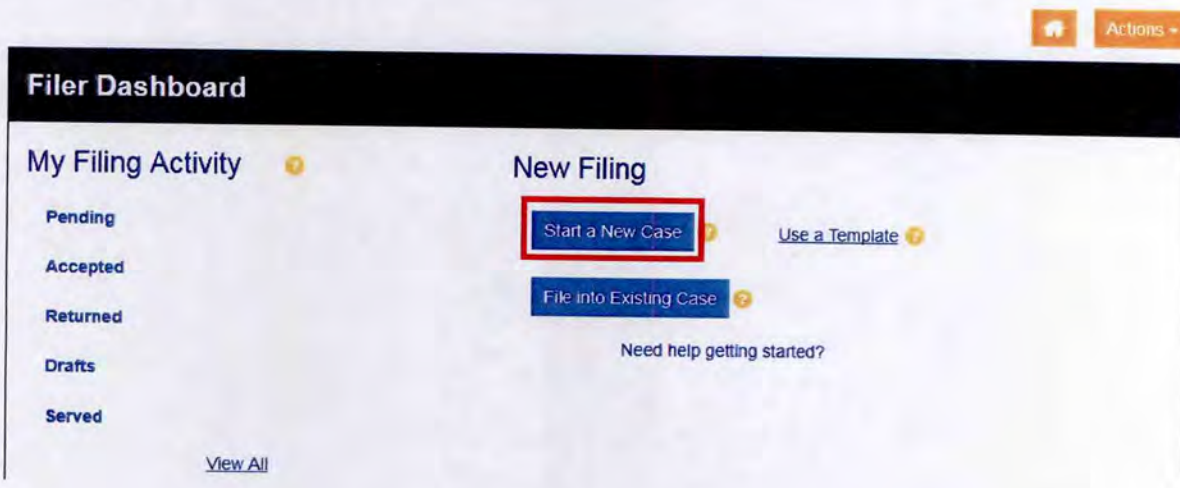 Actions
Filer Dashboard
My Filing Activity
Pending
Accepted
Returned
Drafts
Served
View All
New Filing
Start a New Case
Use a Template
File into Existing Case
Need help getting started?